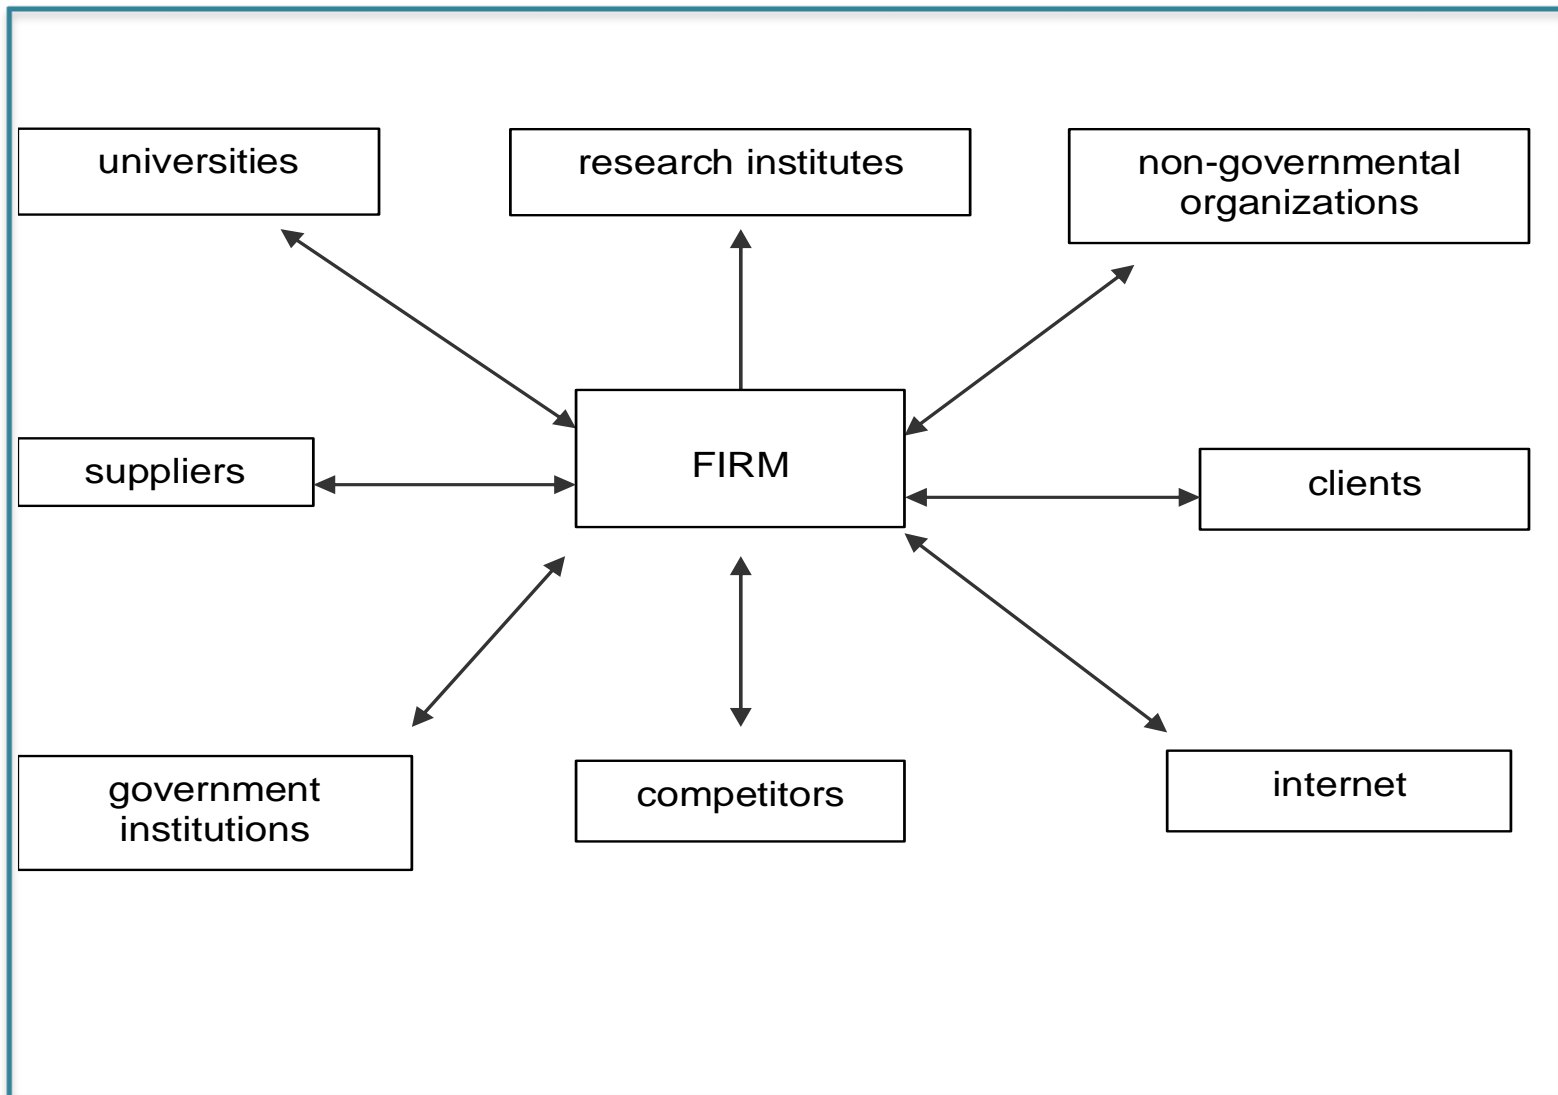 universities
research institutes
non-governmental
organizations
suppliers
FIRM
clients
government
institutions
competitors
internet